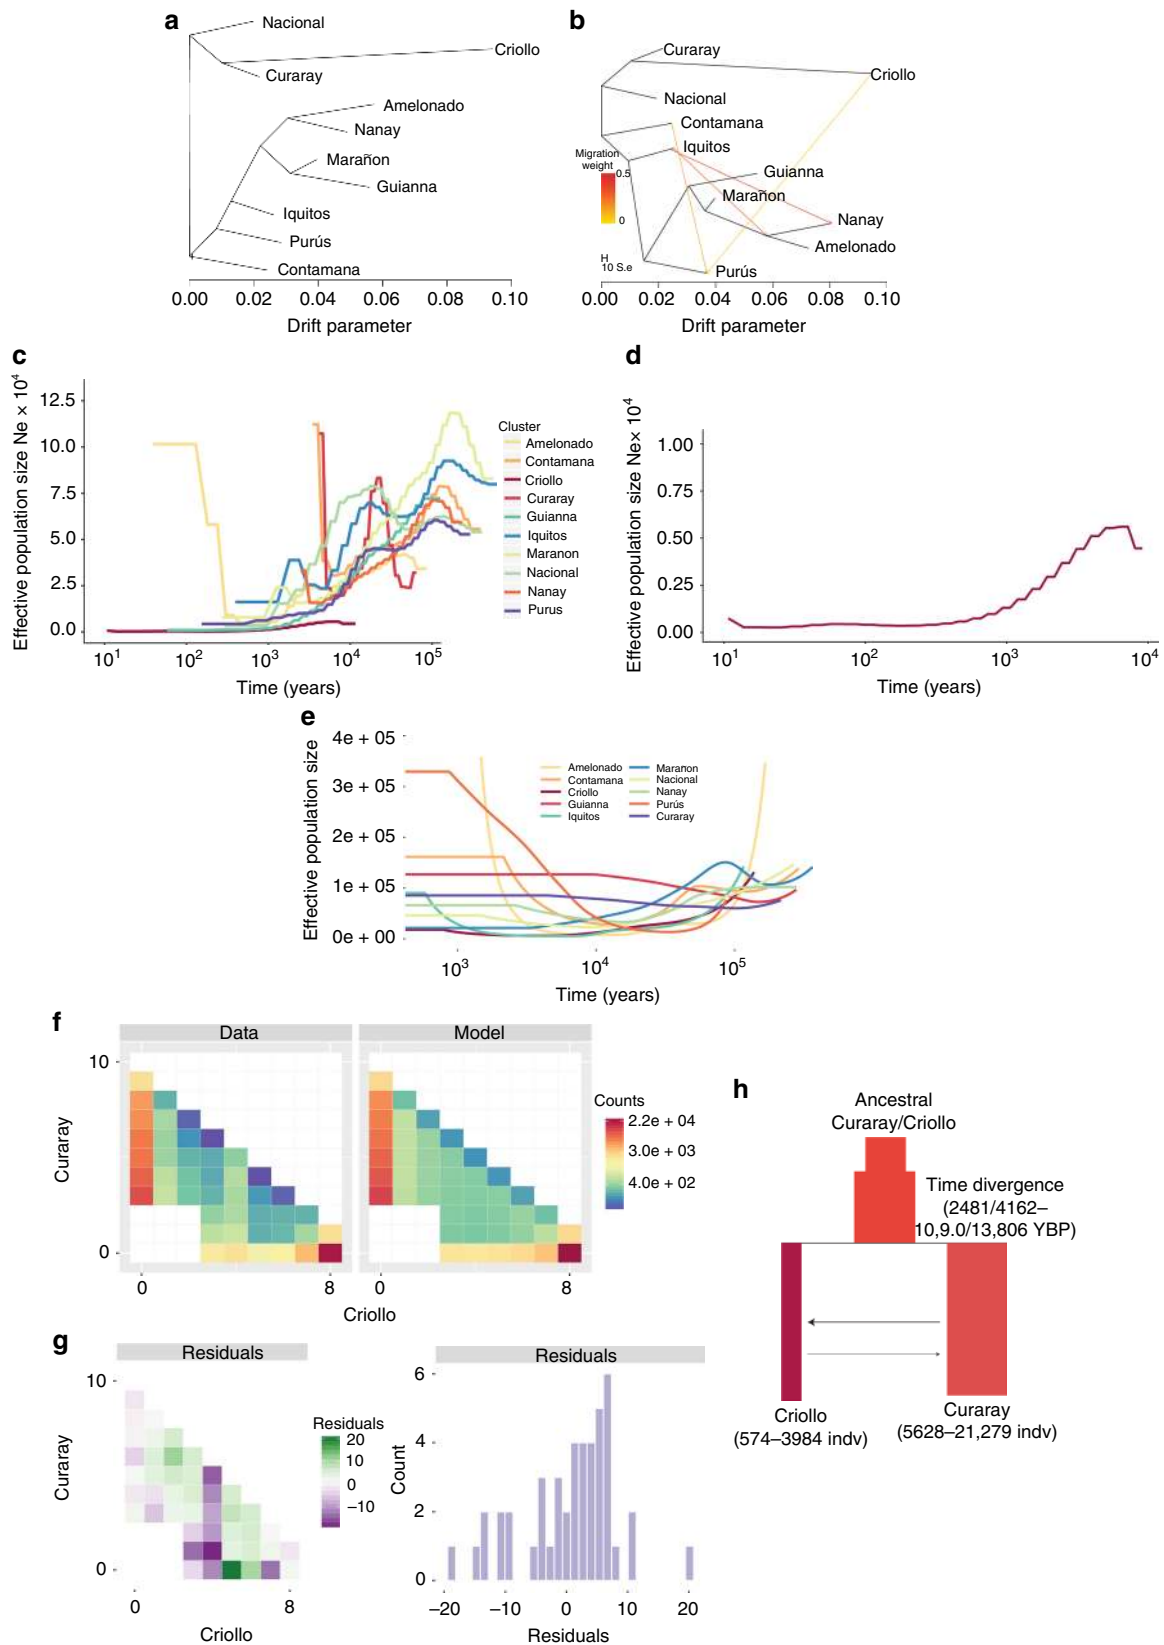 a
Nacional
Criollo
Curaray
Amelonado
Nanay
Marañon
Guianna
Iquitos
Purús
Contamana
0.00 0.02 0.04 0.06 0.08 0.10
Drift parameter
b
Curaray
Criollo
Nacional
Contamana
Iquitos
Migration
weight
0.5
0
Guianna
Marañon
Nanay
Amelonado
Purús
10 S.e
0.00 0.02 0.04 0.06 0.08 0.10
Drift parameter
c
Effective population size Ne × 10⁴
12.5
10.0
7.5
5.0
2.5
0.0
10¹ 10² 10³ 10⁴ 10⁵
Time (years)
Cluster
Amelonado
Contamana
Criollo
Curaray
Guianna
Iquitos
Maranon
Nacional
Nanay
Purus
d
Effective population size Ne× 10⁴
1.00
0.75
0.50
0.25
0.00
10¹ 10² 10³ 10⁴
Time (years)
e
Effective population size
4e + 05
3e + 05
2e + 05
1e + 05
0e + 00
Amelonado Marañon
Contamana Nacional
Criollo Nanay
Guianna Purús
Iquitos Curaray
10³ 10⁴ 10⁵
Time (years)
f
Data Model
Curaray
10
0
0 8 0 8
Criollo
Counts
2.2e + 04
3.0e + 03
4.0e + 02
g
Residuals
Curaray
10
0
0 8
Criollo
Residuals
20
10
0
−10
Residuals
Count
6
4
2
0
−20 −10 0 10 20
Residuals
h
Ancestral
Curaray/Criollo
Time divergence
(2481/4162–
10,9.0/13,806 YBP)
Criollo
(574–3984 indv)
Curaray
(5628–21,279 indv)